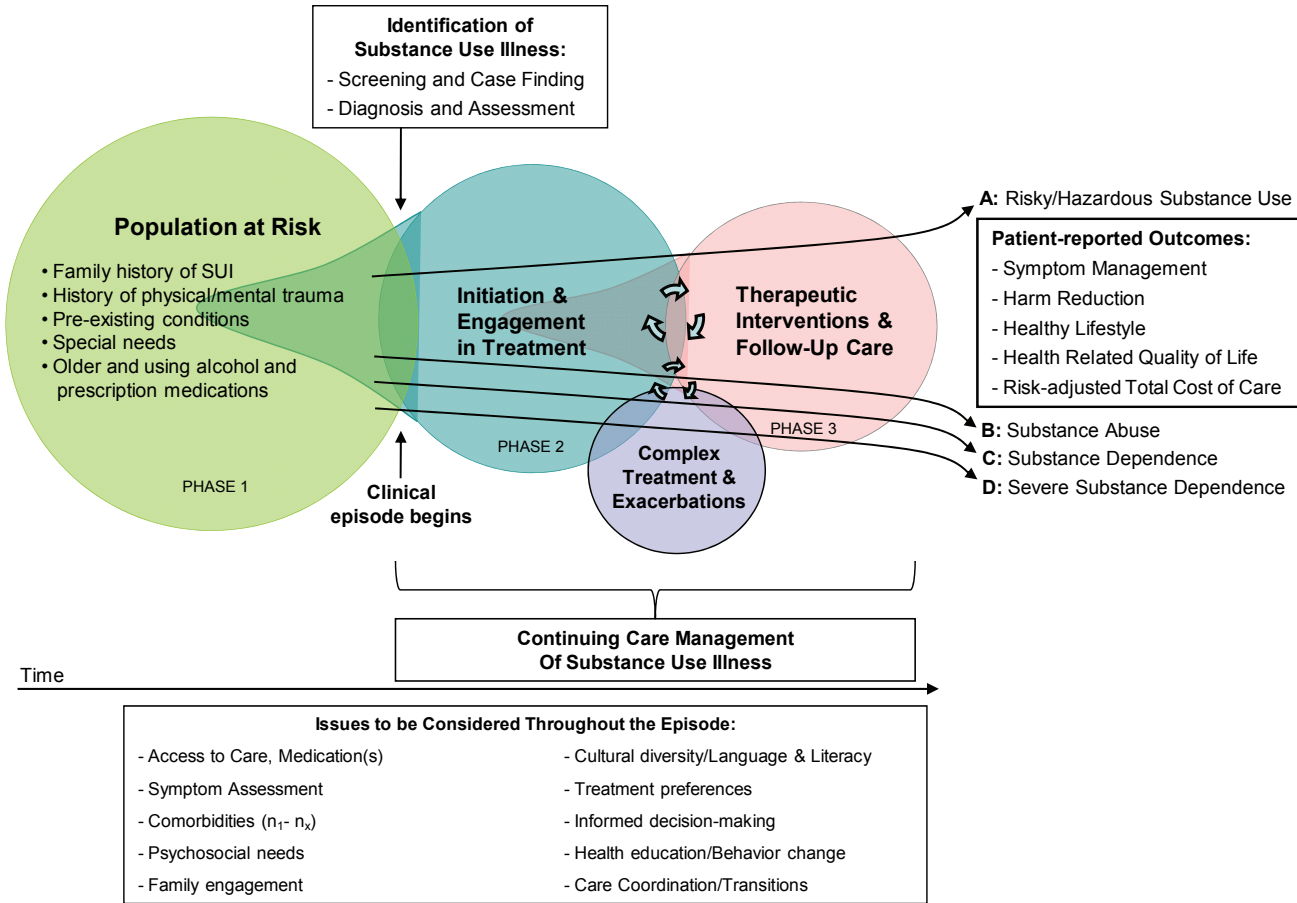 Identification of
Substance Use Illness:
- Screening and Case Finding
- Diagnosis and Assessment
Population at Risk
• Family history of SUI
• History of physical/mental trauma
• Pre-existing conditions
• Special needs
• Older and using alcohol and
prescription medications
PHASE 1
Clinical
episode begins
Initiation &
Engagement
in Treatment
PHASE 2
Therapeutic
Interventions &
Follow-Up Care
PHASE 3
Complex
Treatment &
Exacerbations
A: Risky/Hazardous Substance Use
Patient-reported Outcomes:
- Symptom Management
- Harm Reduction
- Healthy Lifestyle
- Health Related Quality of Life
- Risk-adjusted Total Cost of Care
B: Substance Abuse
C: Substance Dependence
D: Severe Substance Dependence
Continuing Care Management
Of Substance Use Illness
Time
Issues to be Considered Throughout the Episode:
- Access to Care, Medication(s)
- Symptom Assessment
- Comorbidities (n₁- nₓ)
- Psychosocial needs
- Family engagement
- Cultural diversity/Language & Literacy
- Treatment preferences
- Informed decision-making
- Health education/Behavior change
- Care Coordination/Transitions